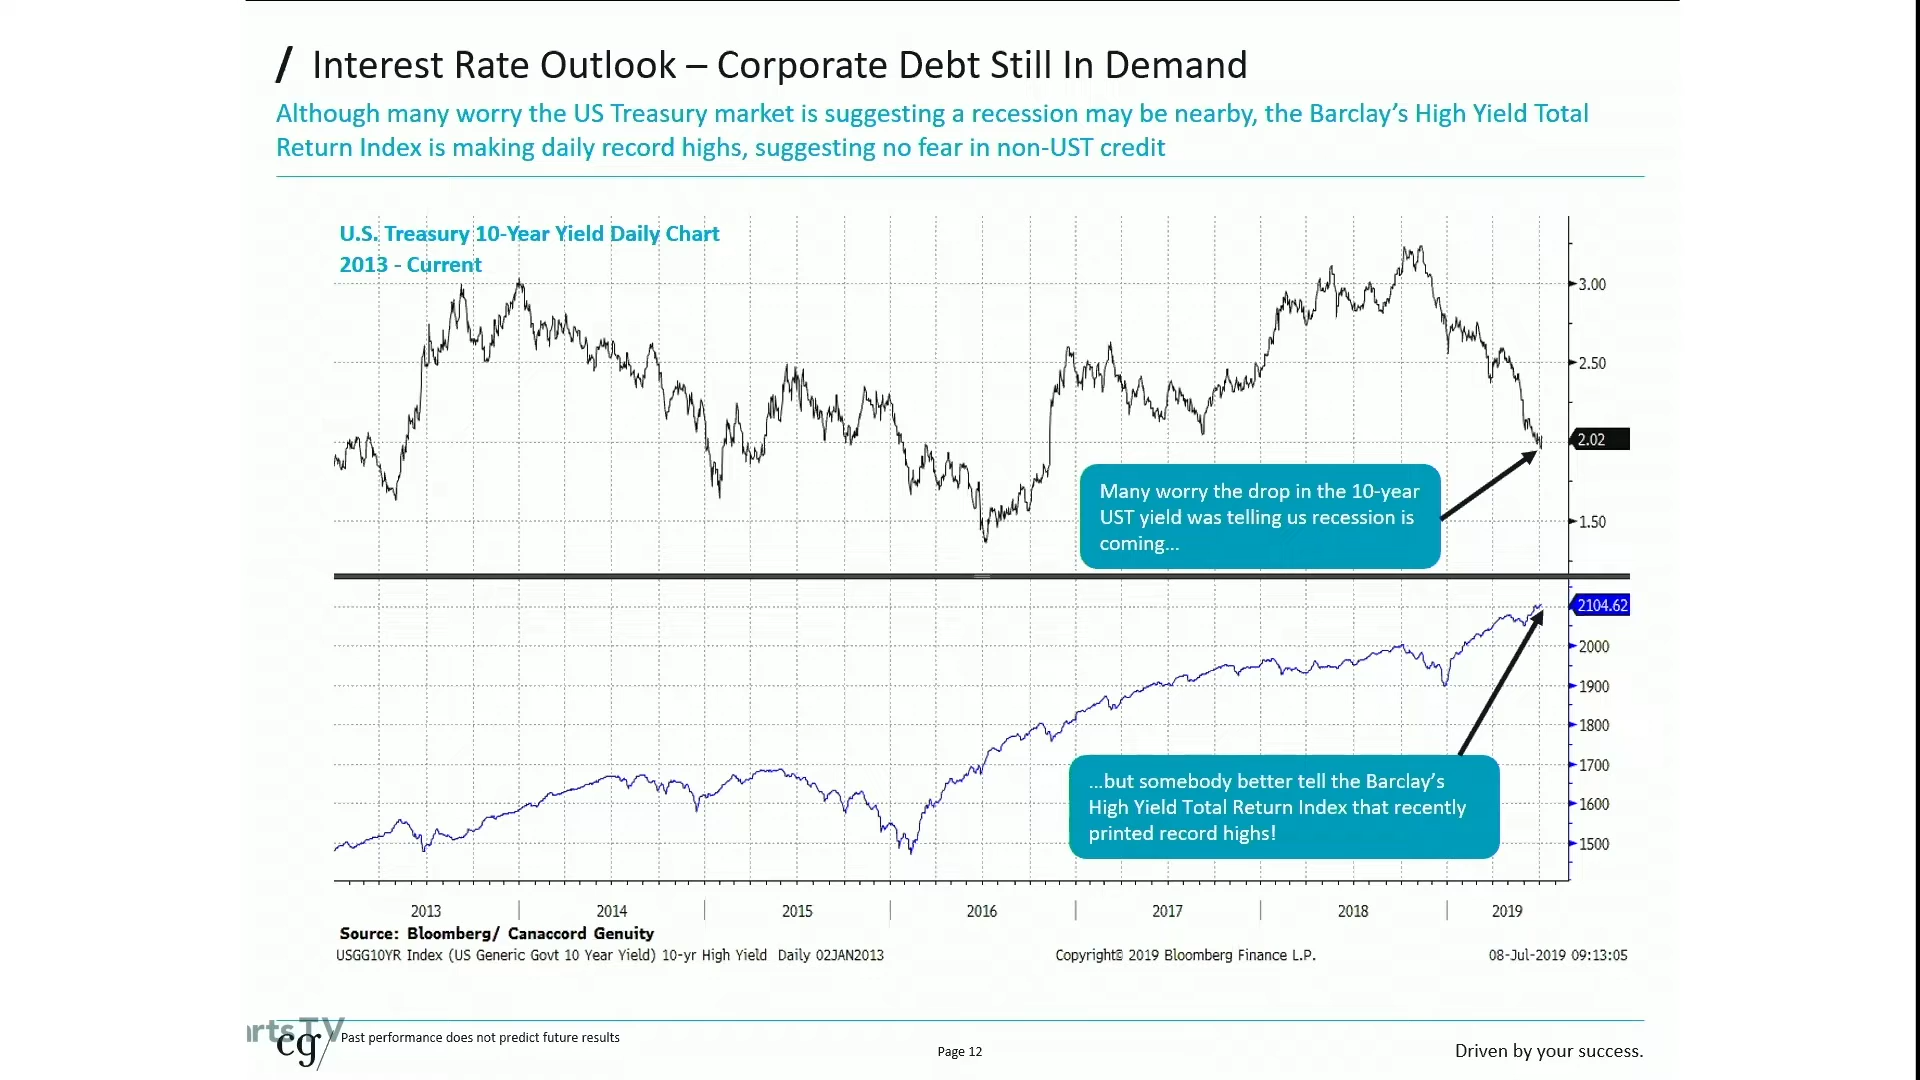 / Interest Rate Outlook – Corporate Debt Still In Demand
Although many worry the US Treasury market is suggesting a recession may be nearby, the Barclay's High Yield Total
Return Index is making daily record highs, suggesting no fear in non-UST credit
U.S. Treasury 10-Year Yield Daily Chart
2013 - Current
3.00
2.50
2.02
1.50
Many worry the drop in the 10-year
UST yield was telling us recession is
coming...
2104.62
2000
1900
1800
1700
1600
1500
...but somebody better tell the Barclay's
High Yield Total Return Index that recently
printed record highs!
2013 2014 2015 2016 2017 2018 2019
Source: Bloomberg/ Canaccord Genuity
USGG10YR Index (US Generic Govt 10 Year Yield) 10-yr High Yield Daily 02JAN2013 Copyright© 2019 Bloomberg Finance L.P. 08-Jul-2019 09:13:05
artsTV
cg/ Past performance does not predict future results
Page 12
Driven by your success.